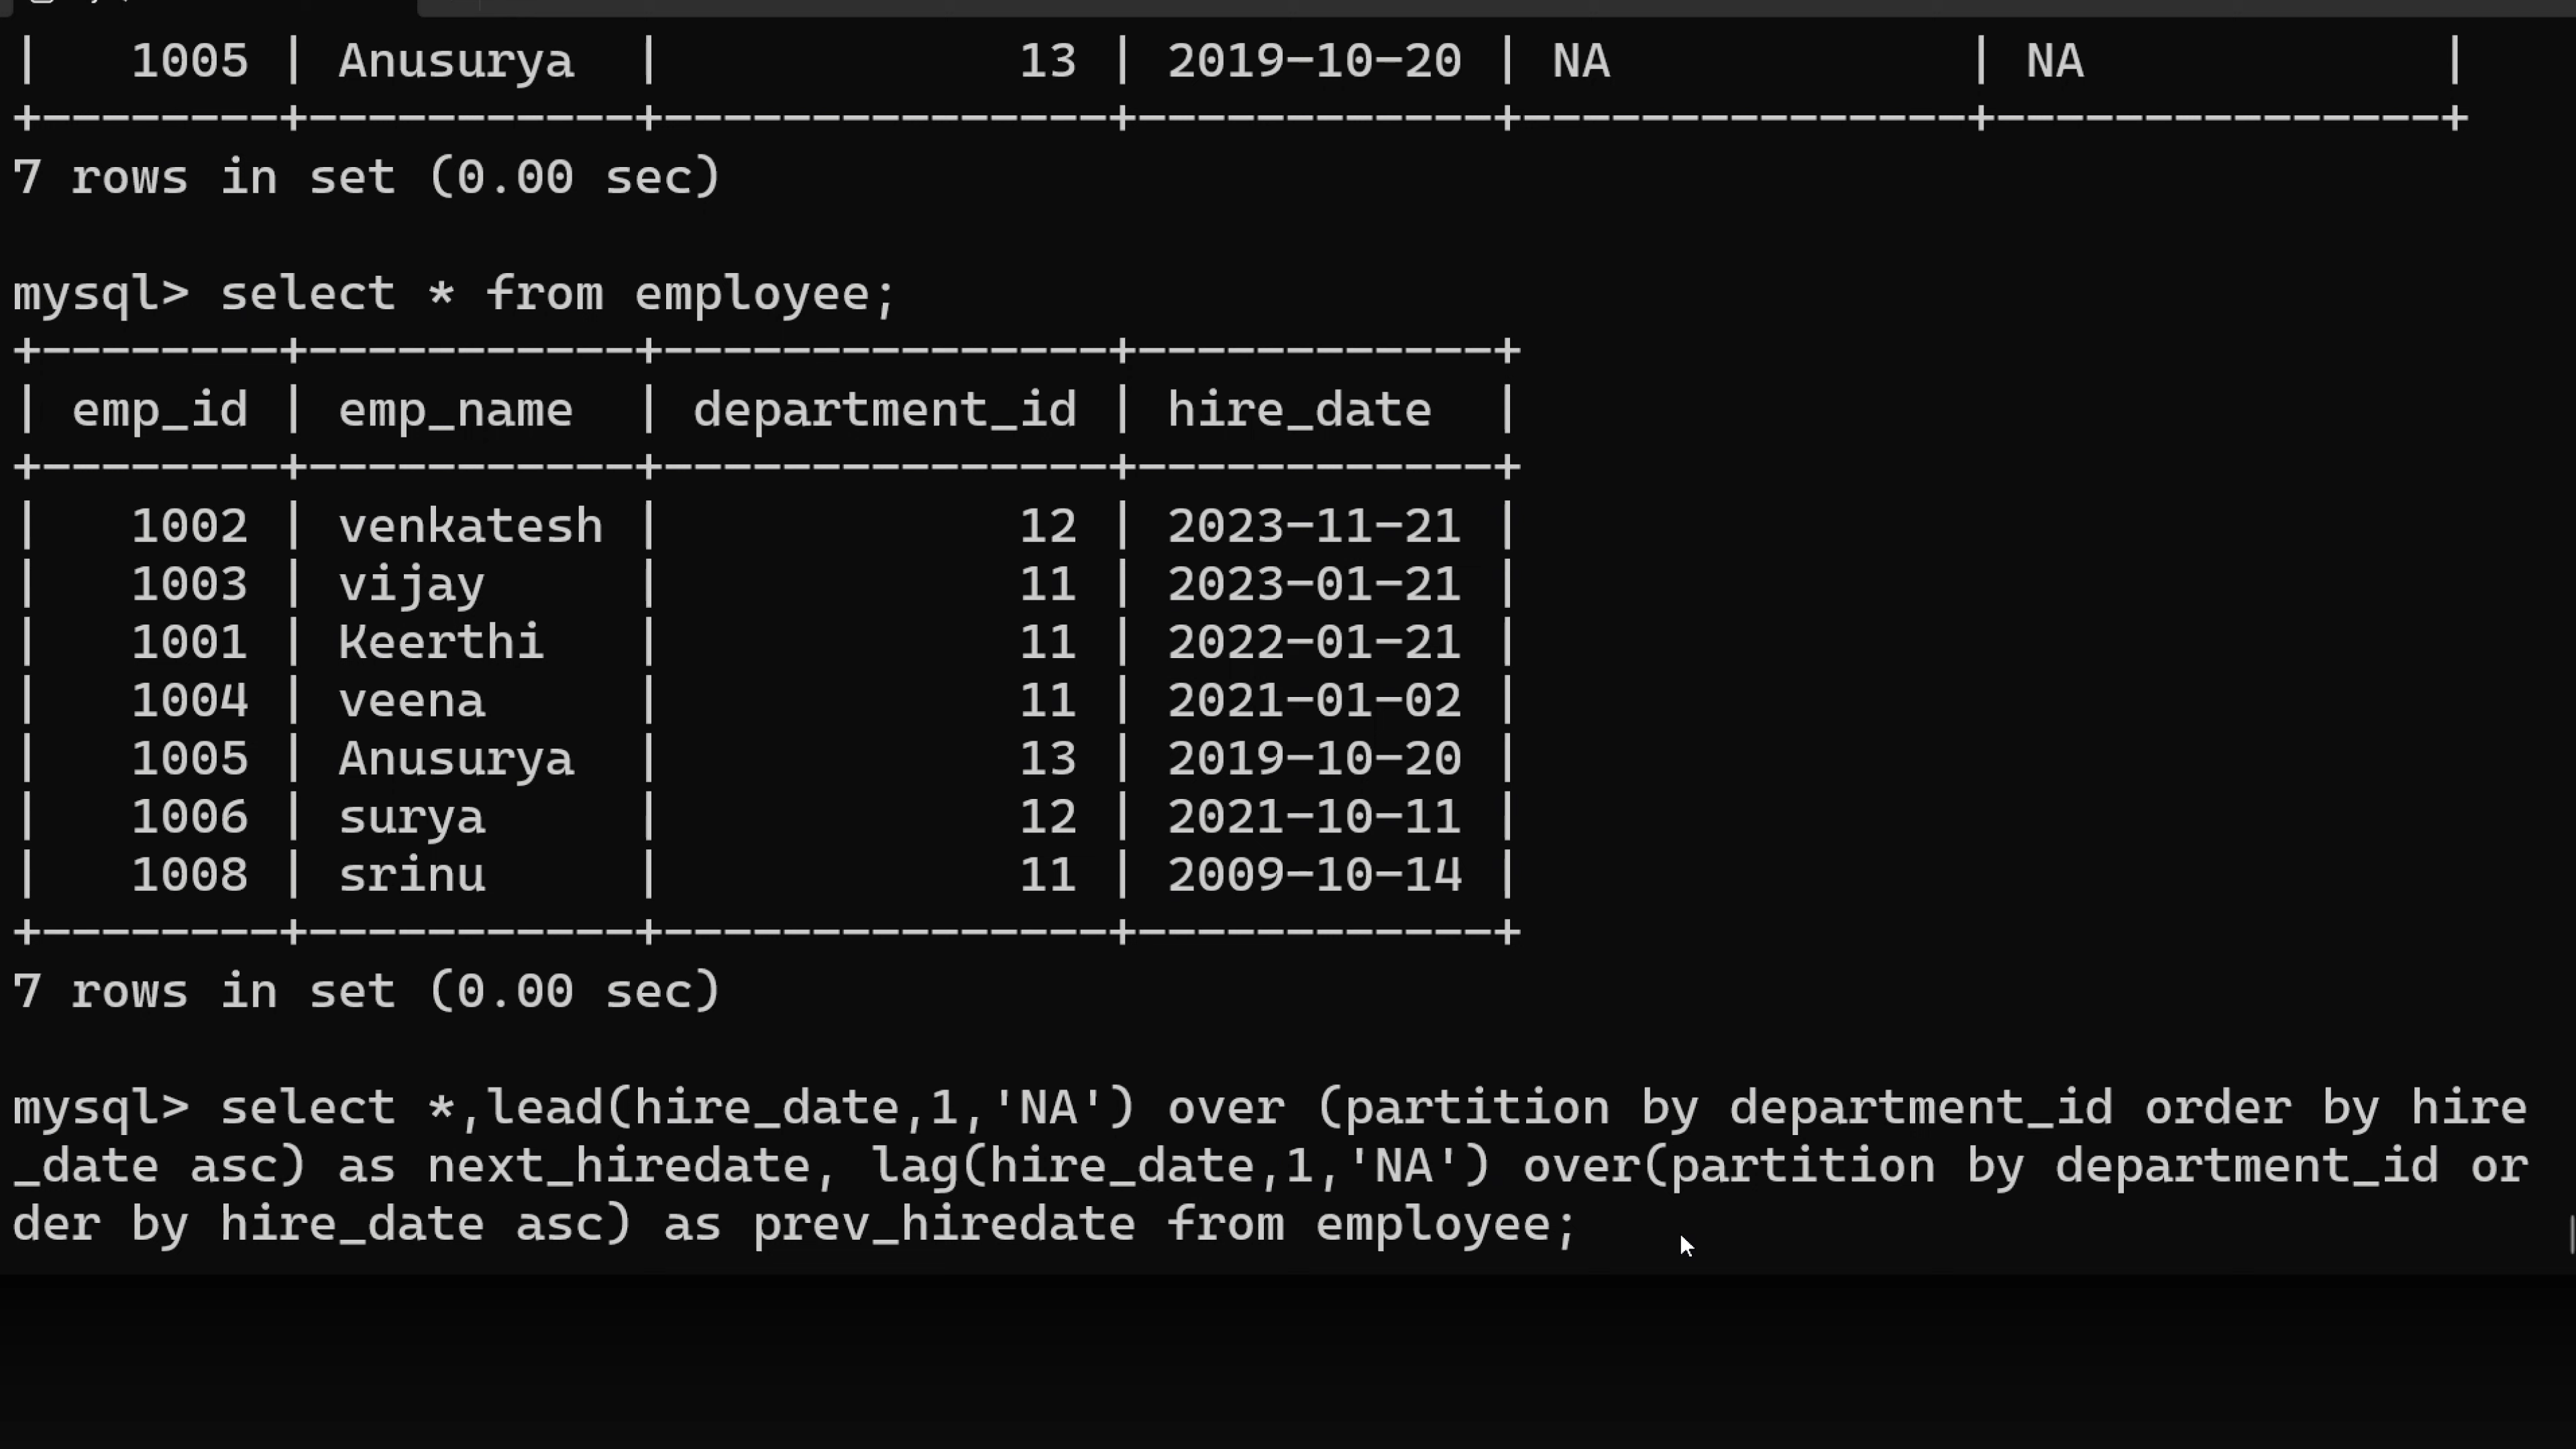 |   1005 | Anusurya  |            13 | 2019-10-20 | NA            | NA            |
+--------+-----------+---------------+------------+---------------+---------------+
7 rows in set (0.00 sec)
mysql> select * from employee;
+--------+-----------+---------------+------------+
| emp_id | emp_name  | department_id | hire_date  |
+--------+-----------+---------------+------------+
|   1002 | venkatesh |            12 | 2023-11-21 |
|   1003 | vijay     |            11 | 2023-01-21 |
|   1001 | Keerthi   |            11 | 2022-01-21 |
|   1004 | veena     |            11 | 2021-01-02 |
|   1005 | Anusurya  |            13 | 2019-10-20 |
|   1006 | surya     |            12 | 2021-10-11 |
|   1008 | srinu     |            11 | 2009-10-14 |
+--------+-----------+---------------+------------+
7 rows in set (0.00 sec)
mysql> select *,lead(hire_date,1,'NA') over (partition by department_id order by hire
_date asc) as next_hiredate, lag(hire_date,1,'NA') over(partition by department_id or
der by hire_date asc) as prev_hiredate from employee;